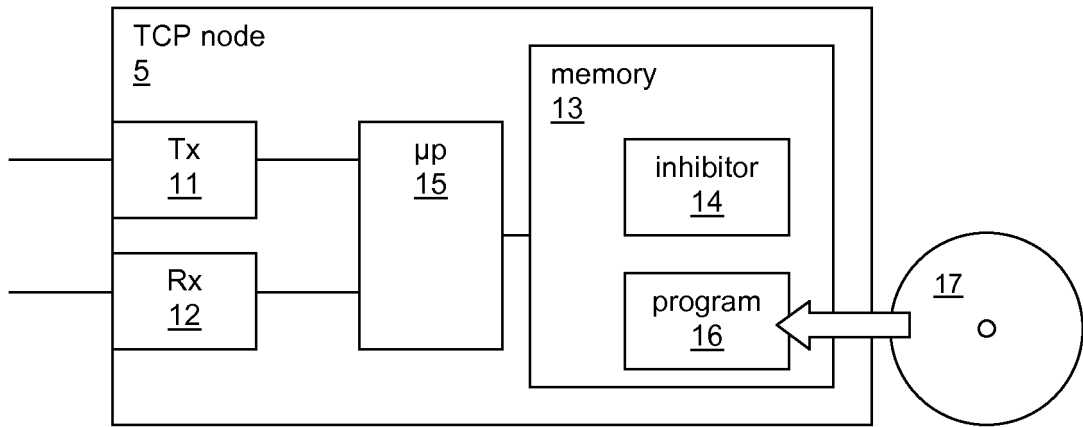 TCP node
5
memory
13
Tx
11
µp
15
inhibitor
14
Rx
12
program
16
17